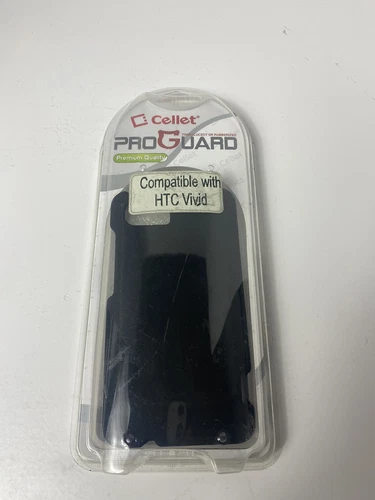 Cellet®
PROGUARD
Premium Quality
Compatible with
HTC Vivid